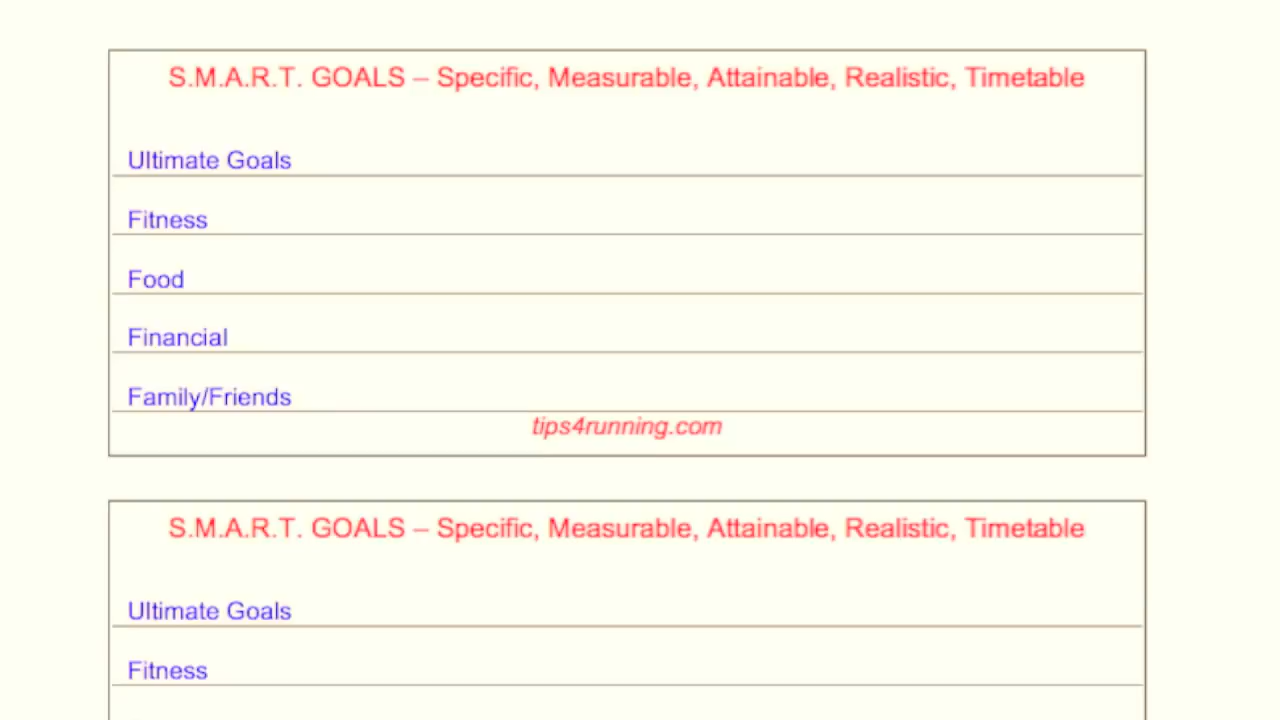 S.M.A.R.T. GOALS – Specific, Measurable, Attainable, Realistic, Timetable
Ultimate Goals
Fitness
Food
Financial
Family/Friends
tips4running.com
S.M.A.R.T. GOALS – Specific, Measurable, Attainable, Realistic, Timetable
Ultimate Goals
Fitness